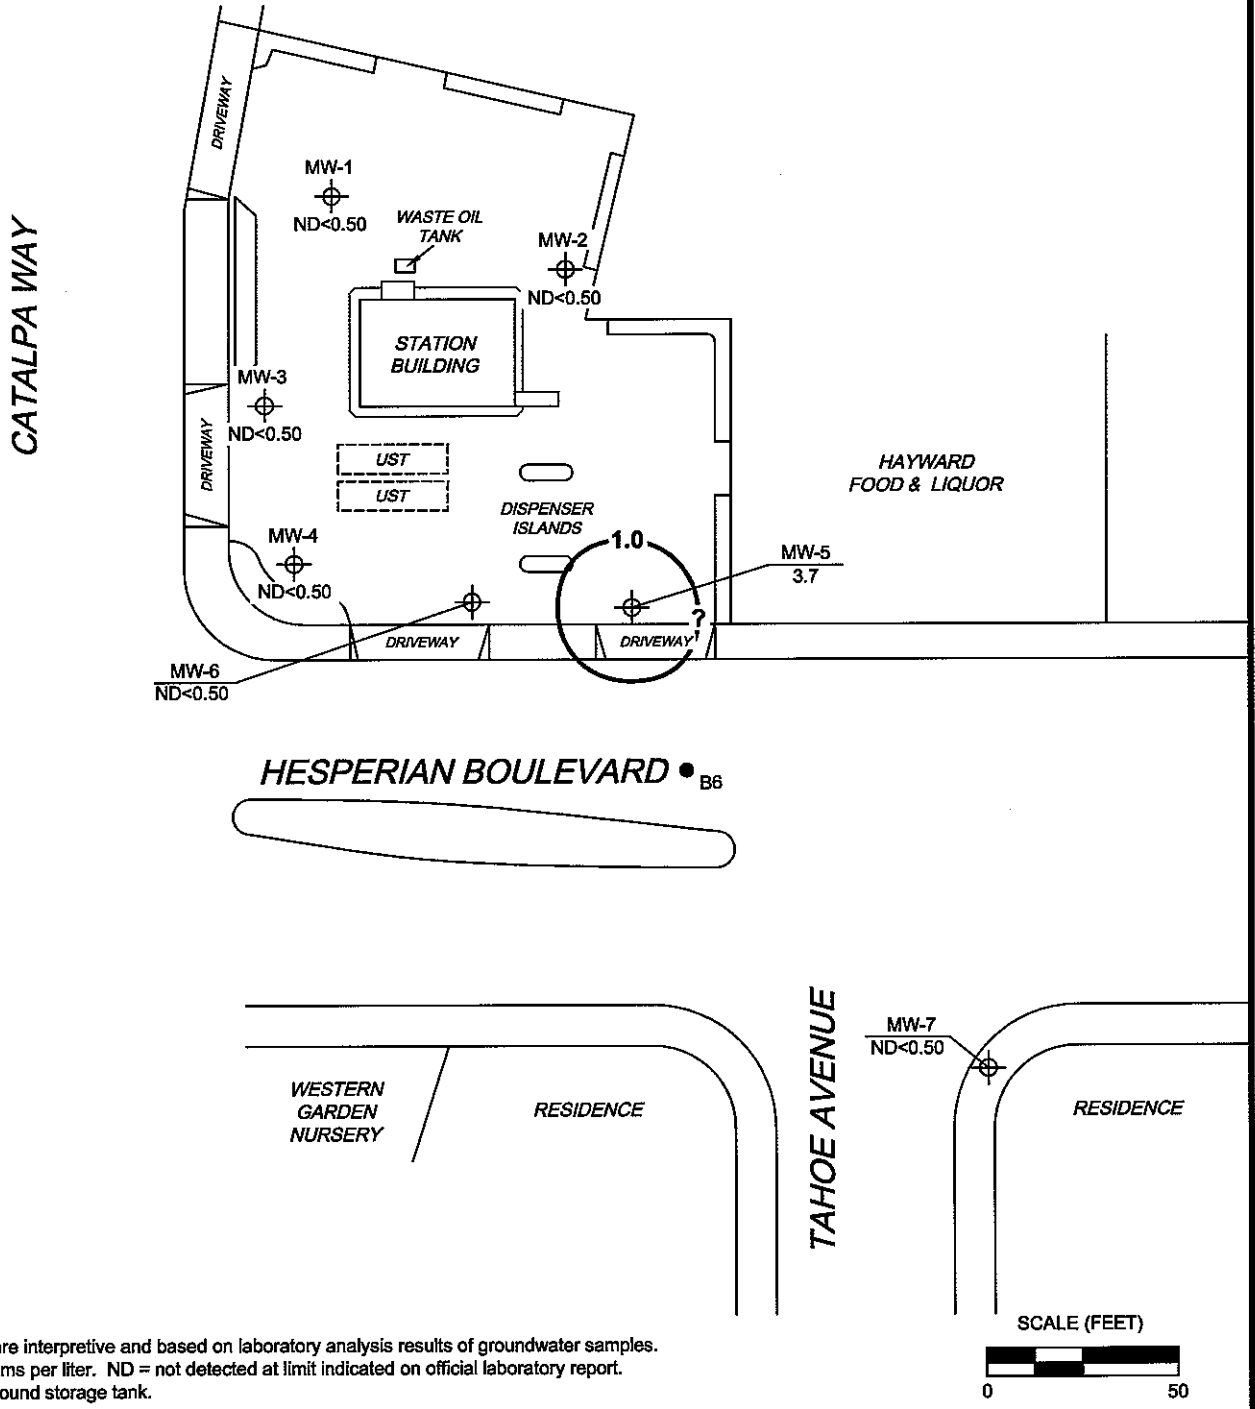 DRIVEWAY
MW-1
ND<0.50
WASTE OIL
TANK
MW-2
ND<0.50
CATALPA WAY
STATION
BUILDING
MW-3
ND<0.50
DRIVEWAY
UST
UST
HAYWARD
FOOD & LIQUOR
DISPENSER
ISLANDS
MW-4
ND<0.50
1.0
MW-5
3.7
?
DRIVEWAY
DRIVEWAY
MW-6
ND<0.50
HESPERIAN BOULEVARD
B6
TAHOE AVENUE
MW-7
ND<0.50
WESTERN
GARDEN
NURSERY
RESIDENCE
RESIDENCE
SCALE (FEET)
0 50
re interpretive and based on laboratory analysis results of groundwater samples.
ms per liter. ND = not detected at limit indicated on official laboratory report.
ound storage tank.